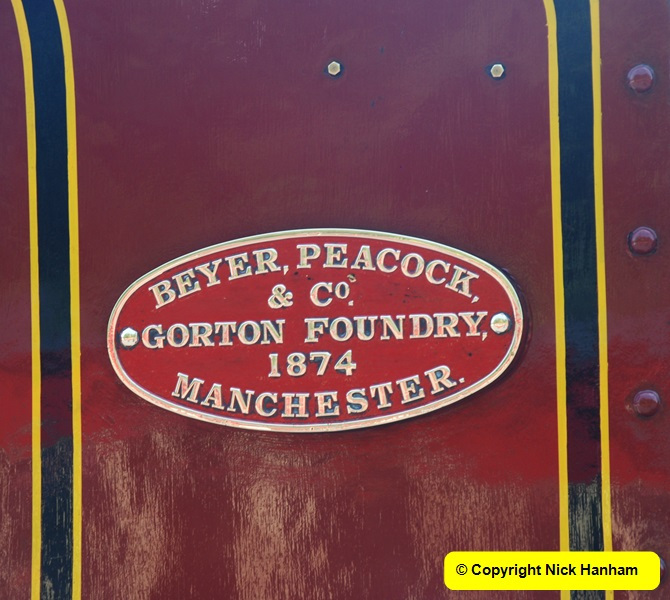 BEYER, PEACOCK,
& Co.
GORTON FOUNDRY,
1874
MANCHESTER.
© Copyright Nick Hanham